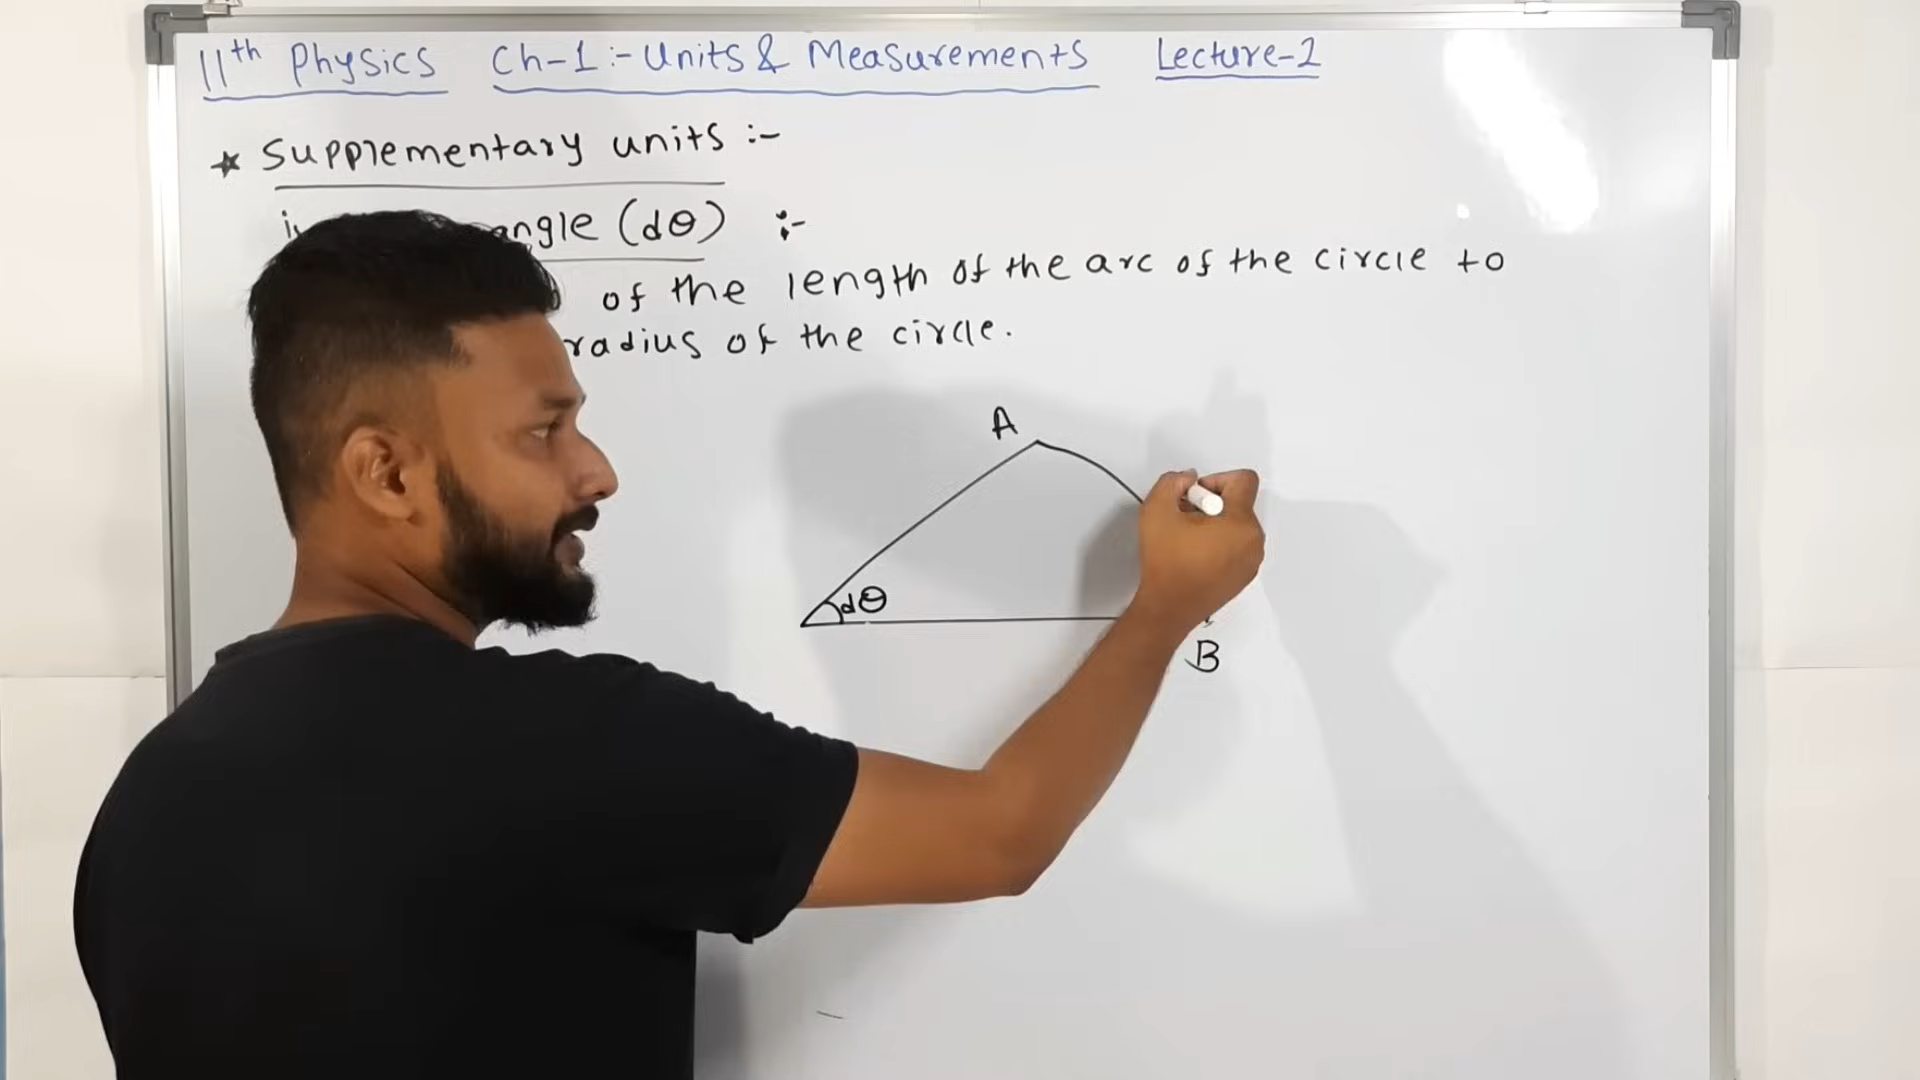 11th Physics Ch-1:- Units & Measurements Lecture-2
* Supplementary units :-
angle (dθ) :-
of the length of the arc of the circle to
radius of the circle.
A
dθ
B